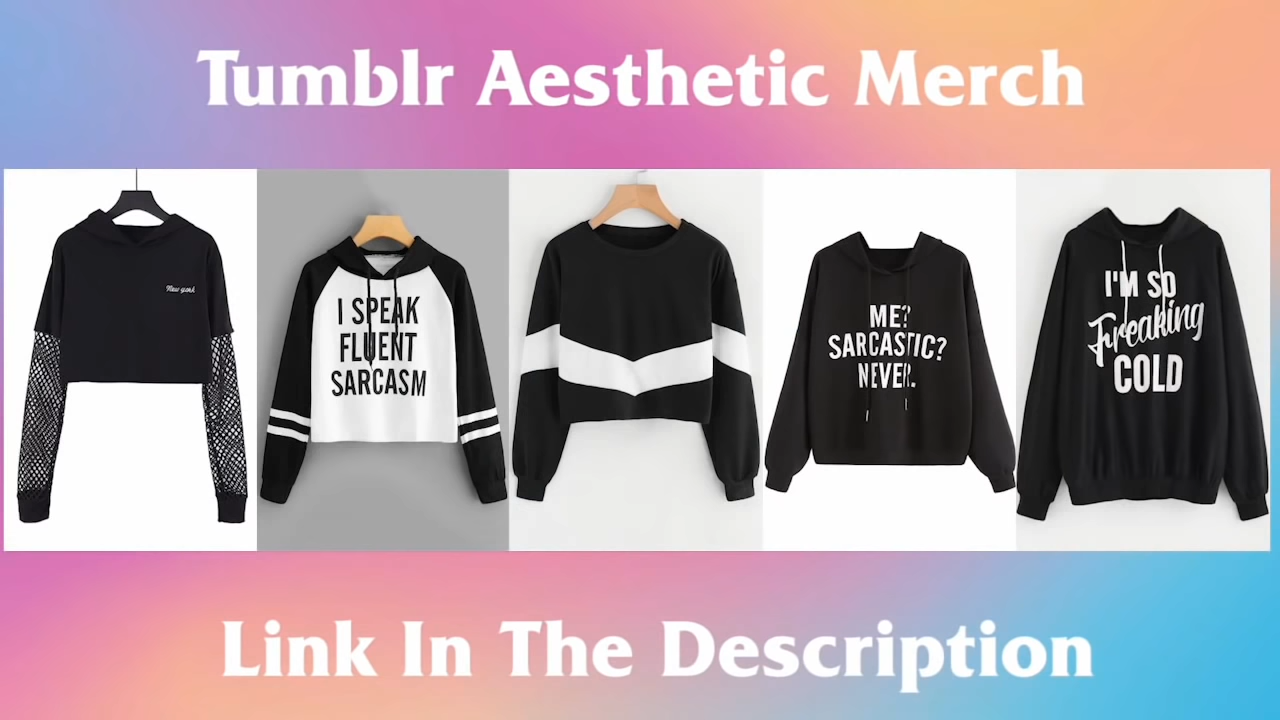 Tumblr Aesthetic Merch
New york
I SPEAK
FLUENT
SARCASM
ME?
SARCASTIC?
NEVER.
I'M SO
Freaking
COLD
Link In The Description